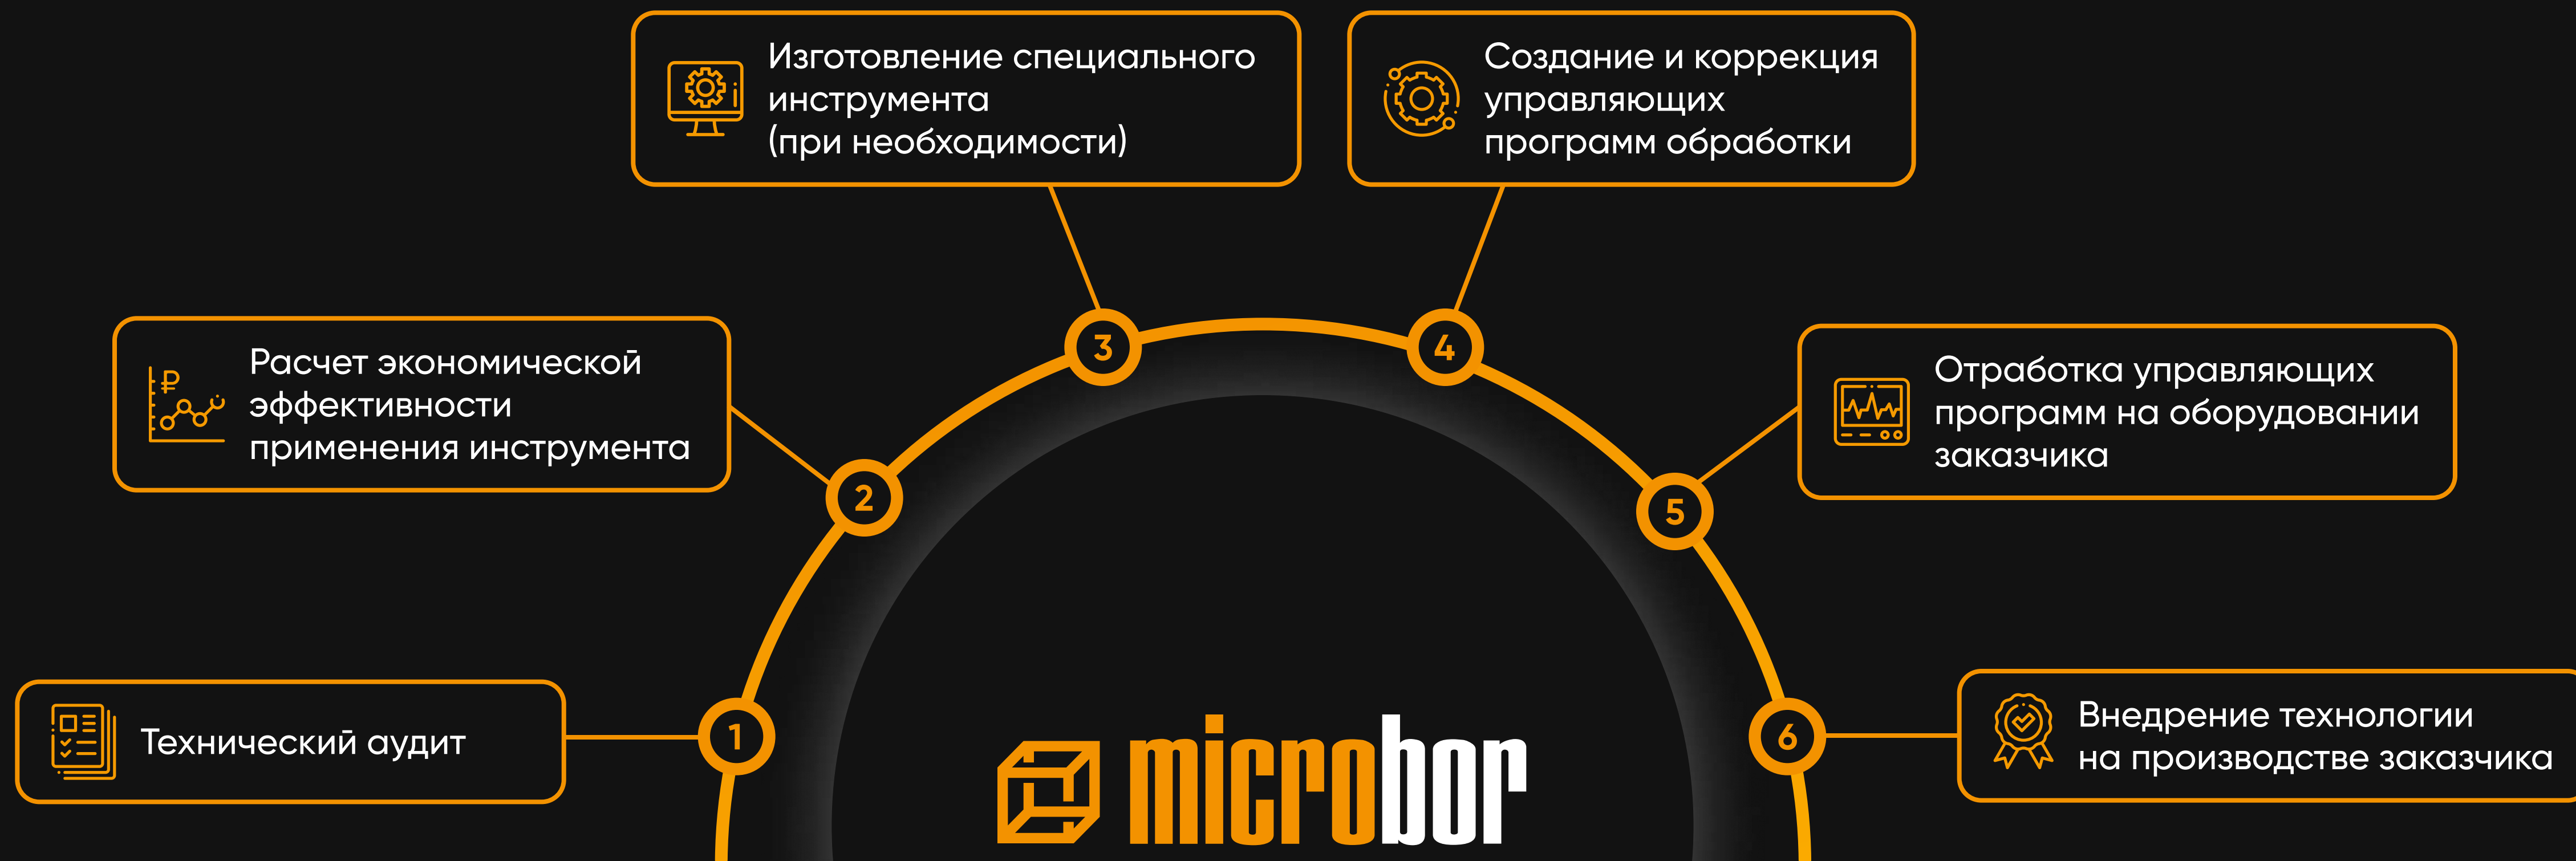 1
Технический аудит
2
₽
Расчет экономической
эффективности
применения инструмента
3
Изготовление специального
инструмента
(при необходимости)
4
Создание и коррекция
управляющих
программ обработки
5
Отработка управляющих
программ на оборудовании
заказчика
6
Внедрение технологии
на производстве заказчика
microbor